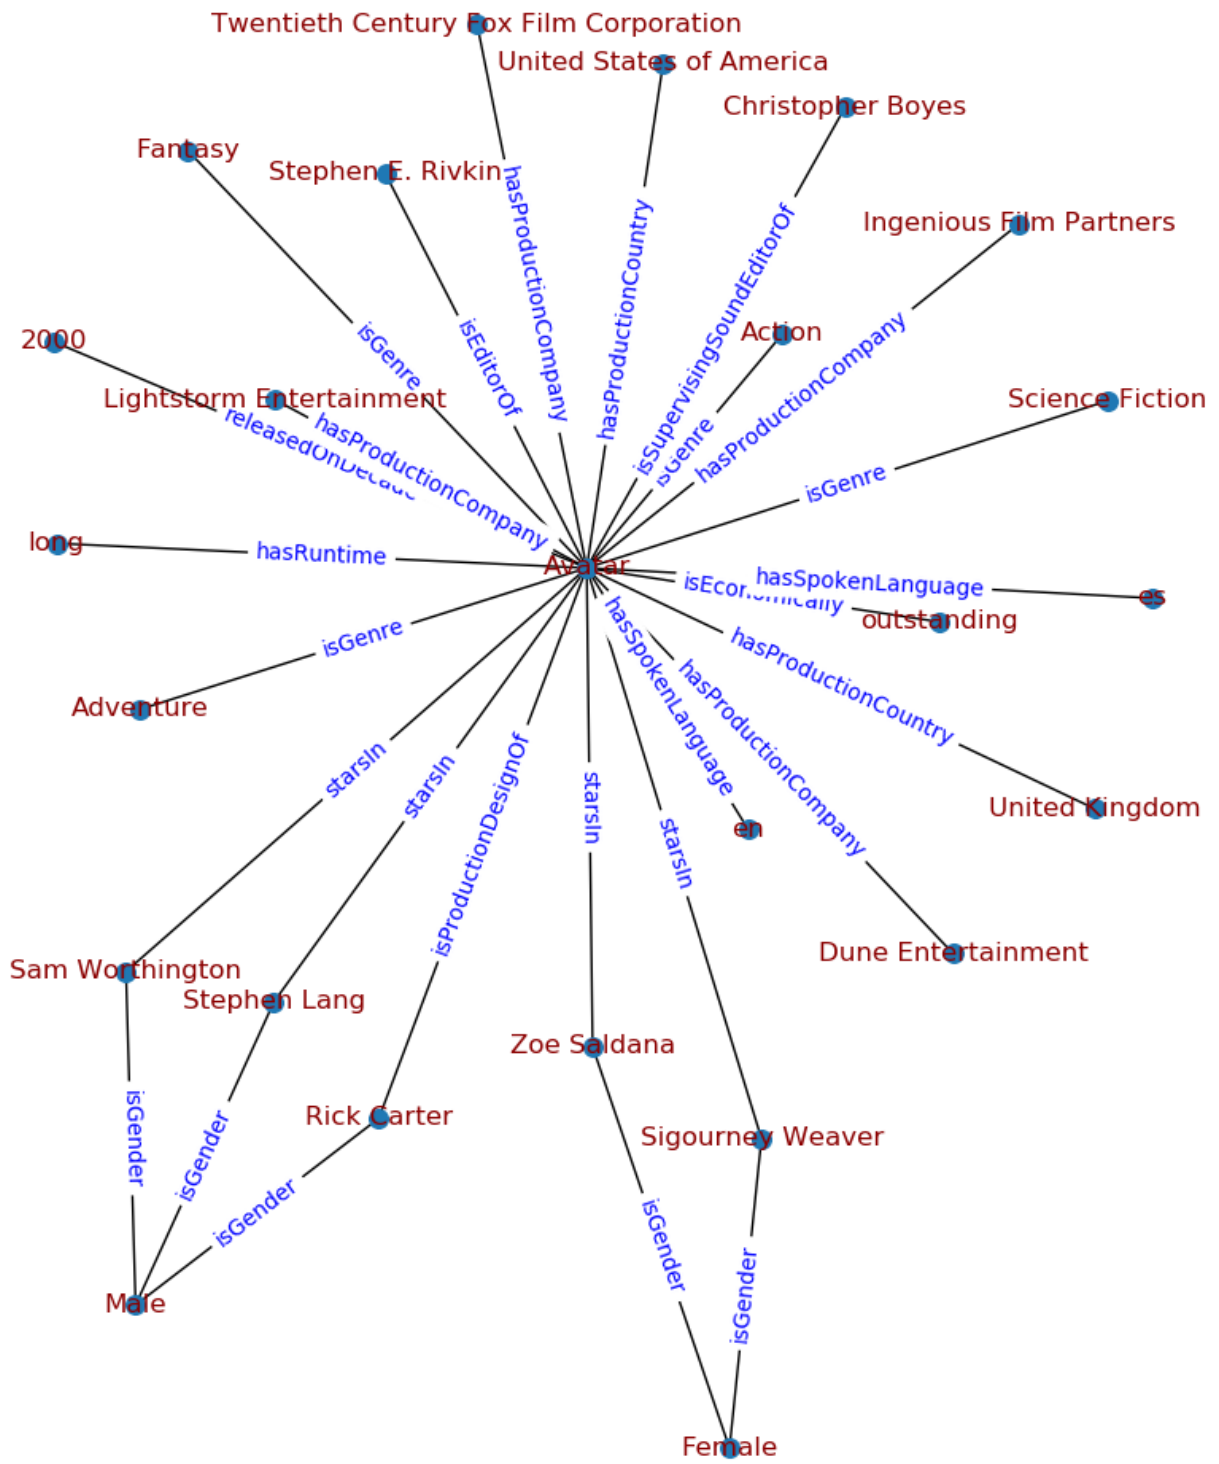 Twentieth Century Fox Film Corporation
United States of America
Christopher Boyes
Fantasy
Stephen E. Rivkin
hasProductionCompany
hasProductionCountry
isSupervisingSoundEditorOf
Ingenious Film Partners
2000
isGenre
isEditorOf
Action
hasProductionCompany
Lightstorm Entertainment
Science Fiction
releasedOnDecade
hasProductionCompany
isGenre
isGenre
long
hasRuntime
Avatar
hasSpokenLanguage
isEconomically
es
outstanding
isGenre
hasSpokenLanguage
hasProductionCountry
Adventure
hasProductionCompany
starsIn
starsIn
isProductionDesignOf
starsIn
starsIn
en
United Kingdom
Dune Entertainment
Sam Worthington
Stephen Lang
Zoe Saldana
Rick Carter
Sigourney Weaver
isGender
isGender
isGender
isGender
isGender
Male
Female